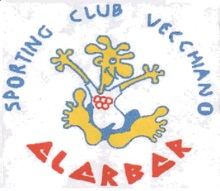 SPORTING CLUB VECCHIANO
ALARBAR